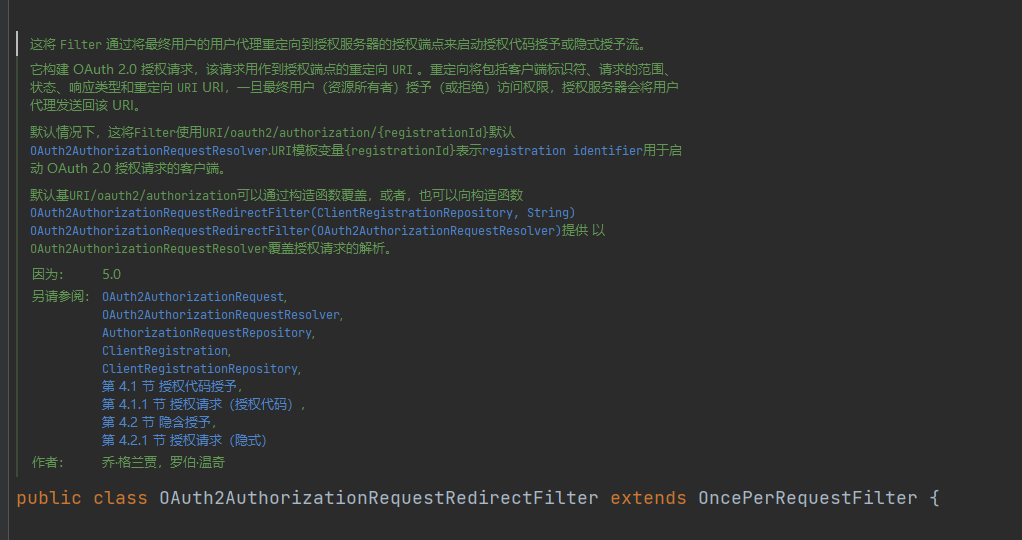 这将 Filter 通过将最终用户的用户代理重定向到授权服务器的授权端点来启动授权代码授予或隐式授予流。
它构建 OAuth 2.0 授权请求，该请求用作到授权端点的重定向 URI 。重定向将包括客户端标识符、请求的范围、
状态、响应类型和重定向 URI URI，一旦最终用户（资源所有者）授予（或拒绝）访问权限，授权服务器会将用户
代理发送回该 URI。
默认情况下，这将Filter使用URI/oauth2/authorization/{registrationId}默认
OAuth2AuthorizationRequestResolver.URI模板变量{registrationId}表示registration identifier用于启
动 OAuth 2.0 授权请求的客户端。
默认基URI/oauth2/authorization可以通过构造函数覆盖，或者，也可以向构造函数
OAuth2AuthorizationRequestRedirectFilter(ClientRegistrationRepository, String)
OAuth2AuthorizationRequestRedirectFilter(OAuth2AuthorizationRequestResolver)提供 以
OAuth2AuthorizationRequestResolver覆盖授权请求的解析。
因为： 5.0
另请参阅： OAuth2AuthorizationRequest,
OAuth2AuthorizationRequestResolver,
AuthorizationRequestRepository,
ClientRegistration,
ClientRegistrationRepository,
第 4.1 节 授权代码授予,
第 4.1.1 节 授权请求（授权代码）,
第 4.2 节 隐含授予,
第 4.2.1 节 授权请求（隐式）
作者： 乔·格兰贾，罗伯·温奇
public class OAuth2AuthorizationRequestRedirectFilter extends OncePerRequestFilter {